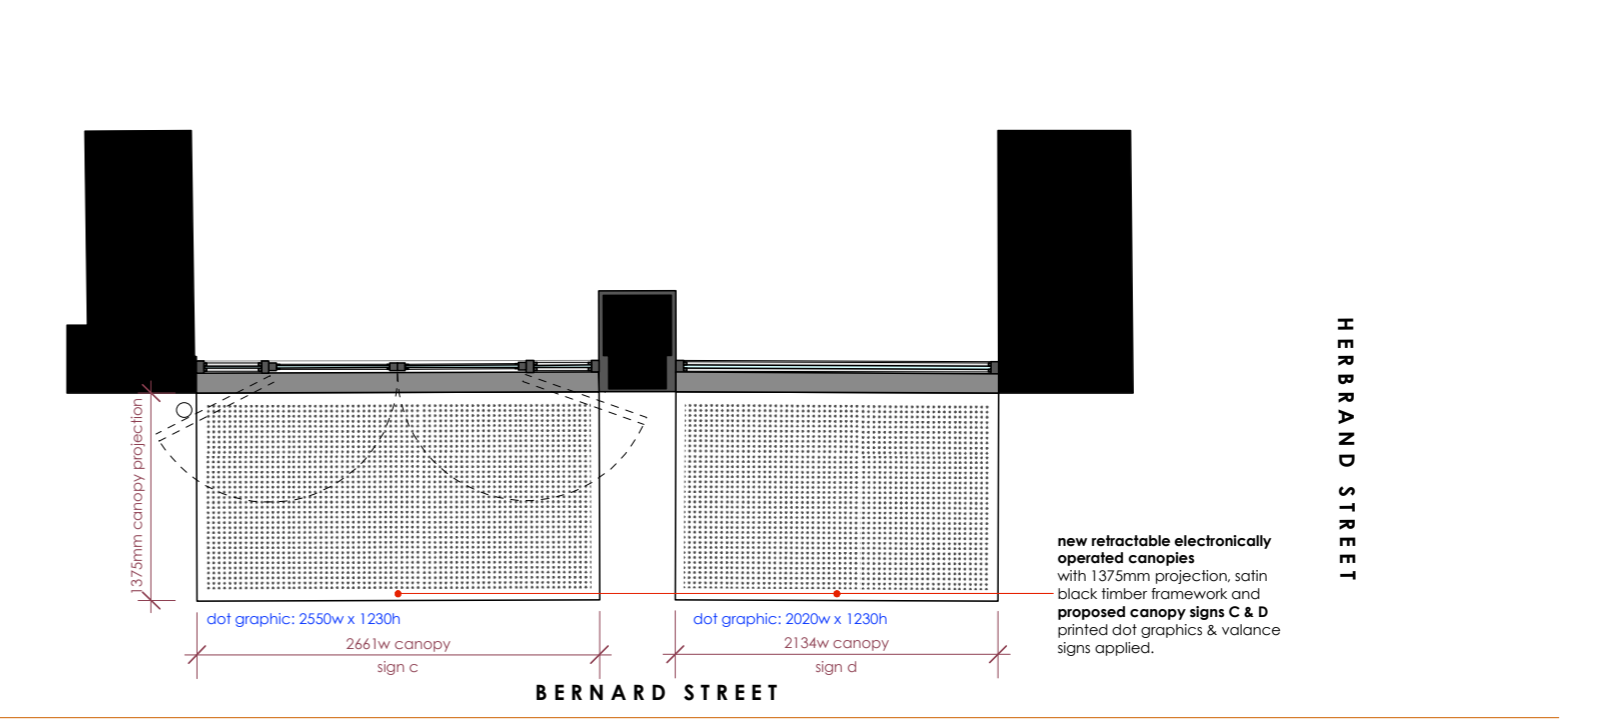 HERBRAND STREET
1375mm canopy projection
new retractable electronically
operated canopies
with 1375mm projection, satin
black timber framework and
proposed canopy signs C & D
printed dot graphics & valance
signs applied.
dot graphic: 2550w x 1230h
dot graphic: 2020w x 1230h
2661w canopy
2134w canopy
sign c
sign d
BERNARD STREET